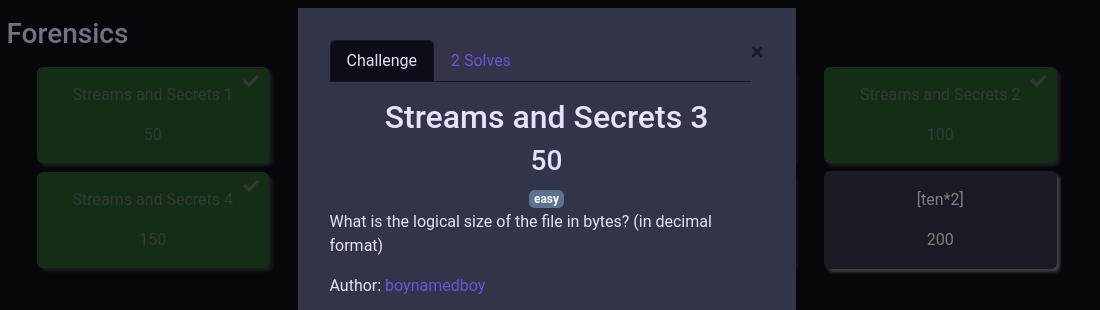 Forensics
Challenge
2 Solves
×
Streams and Secrets 1
50
Streams and Secrets 2
100
Streams and Secrets 4
150
[ten*2]
200
Streams and Secrets 3
50
easy
What is the logical size of the file in bytes? (in decimal
format)
Author: boynamedboy